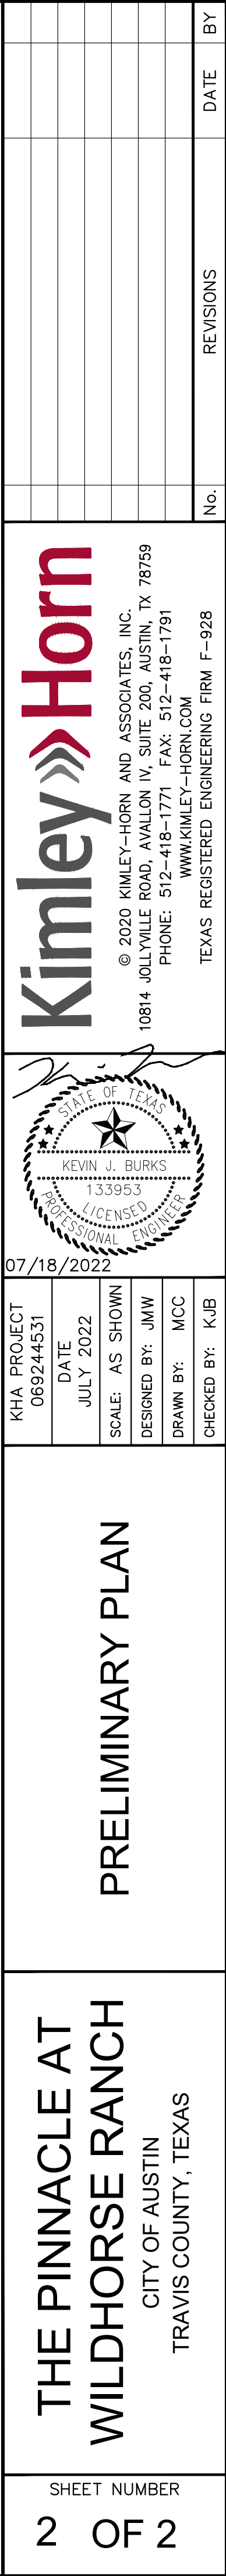 No.
REVISIONS
DATE
BY
Kimley»Horn
© 2020 KIMLEY-HORN AND ASSOCIATES, INC.
10814 JOLLYVILLE ROAD, AVALLON IV, SUITE 200, AUSTIN, TX 78759
PHONE: 512-418-1771 FAX: 512-418-1791
WWW.KIMLEY-HORN.COM
TEXAS REGISTERED ENGINEERING FIRM F-928
STATE OF TEXAS
KEVIN J. BURKS
133953
LICENSED
PROFESSIONAL ENGINEER
07/18/2022
KHA PROJECT
069244531
DATE
JULY 2022
SCALE: AS SHOWN
DESIGNED BY: JMW
DRAWN BY: MCC
CHECKED BY: KJB
PRELIMINARY PLAN
THE PINNACLE AT
WILDHORSE RANCH
CITY OF AUSTIN
TRAVIS COUNTY, TEXAS
SHEET NUMBER
2 OF 2